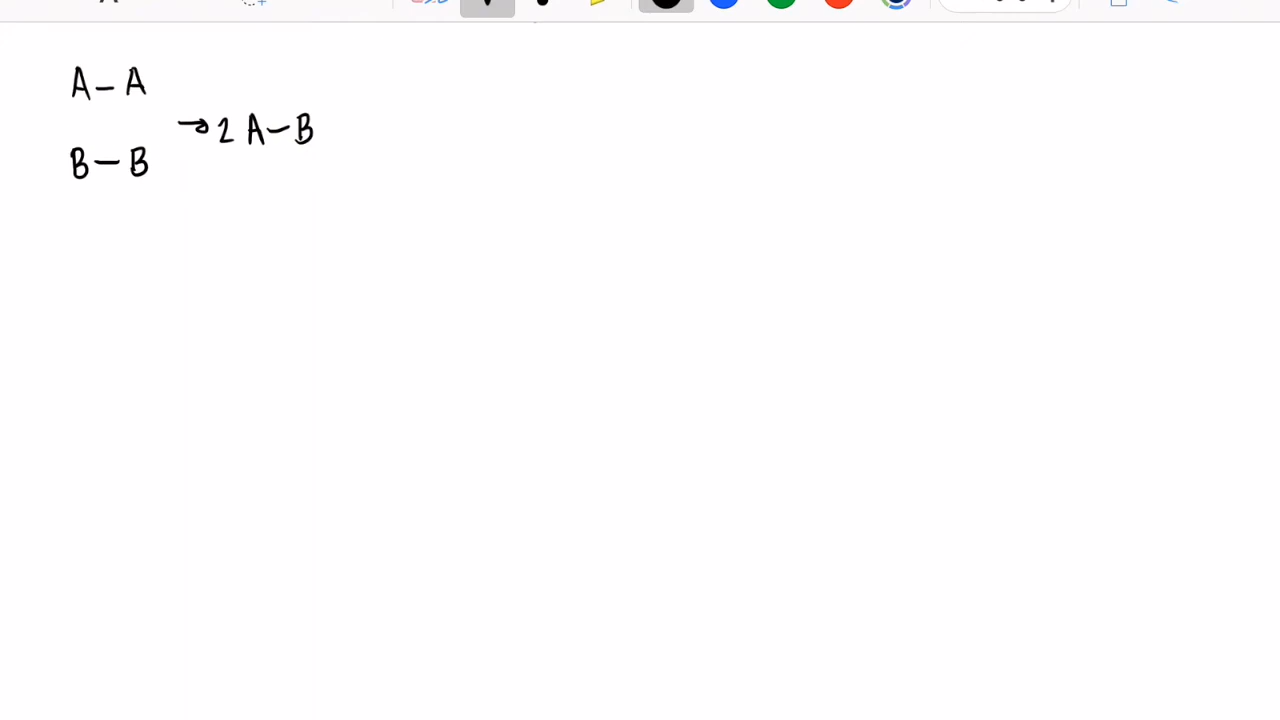 A – A
→ 2 A – B
B – B